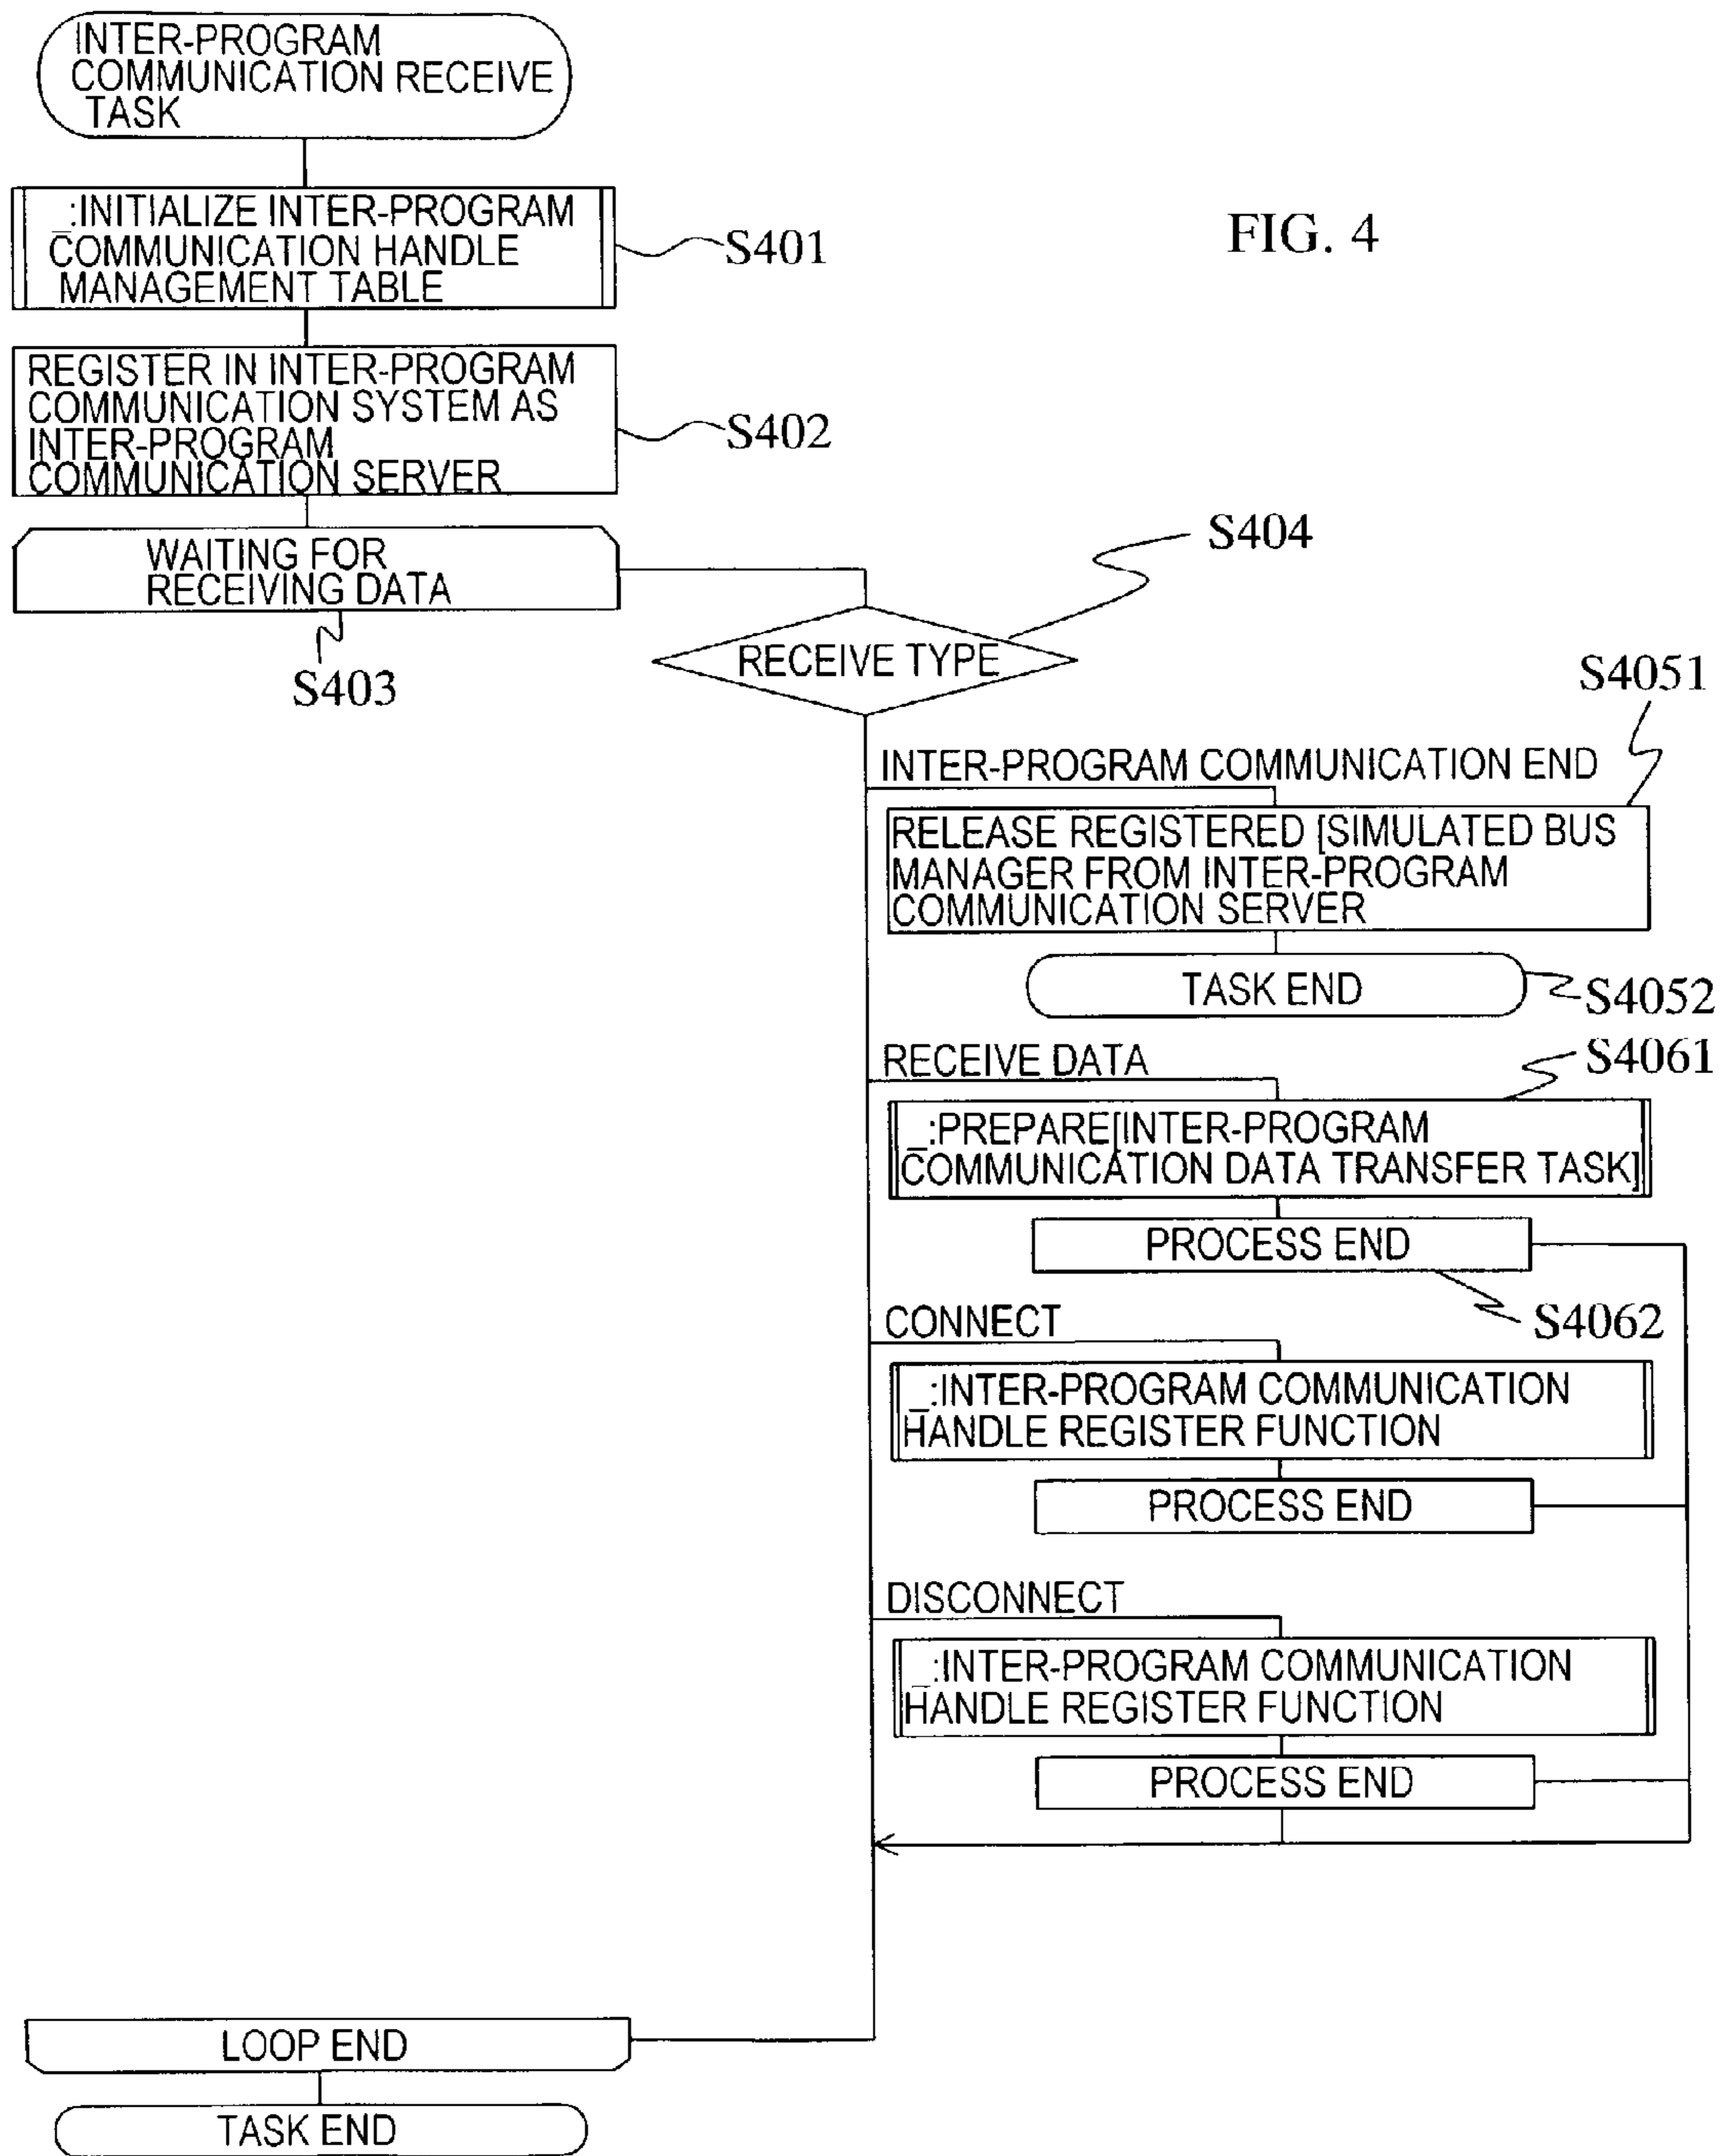 INTER-PROGRAM
COMMUNICATION RECEIVE
TASK
_:INITIALIZE INTER-PROGRAM
COMMUNICATION HANDLE
MANAGEMENT TABLE
S401
FIG. 4
REGISTER IN INTER-PROGRAM
COMMUNICATION SYSTEM AS
INTER-PROGRAM
COMMUNICATION SERVER
S402
WAITING FOR
RECEIVING DATA
S403
S404
RECEIVE TYPE
S4051
INTER-PROGRAM COMMUNICATION END
RELEASE REGISTERED [SIMULATED BUS
MANAGER FROM INTER-PROGRAM
COMMUNICATION SERVER
TASK END
S4052
RECEIVE DATA
S4061
_:PREPARE[INTER-PROGRAM
COMMUNICATION DATA TRANSFER TASK]
PROCESS END
S4062
CONNECT
_:INTER-PROGRAM COMMUNICATION
HANDLE REGISTER FUNCTION
PROCESS END
DISCONNECT
_:INTER-PROGRAM COMMUNICATION
HANDLE REGISTER FUNCTION
PROCESS END
LOOP END
TASK END